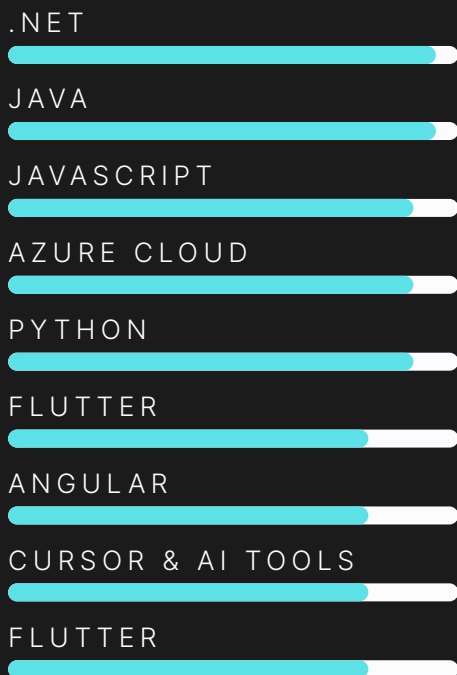 .NET
JAVA
JAVASCRIPT
AZURE CLOUD
PYTHON
FLUTTER
ANGULAR
CURSOR & AI TOOLS
FLUTTER